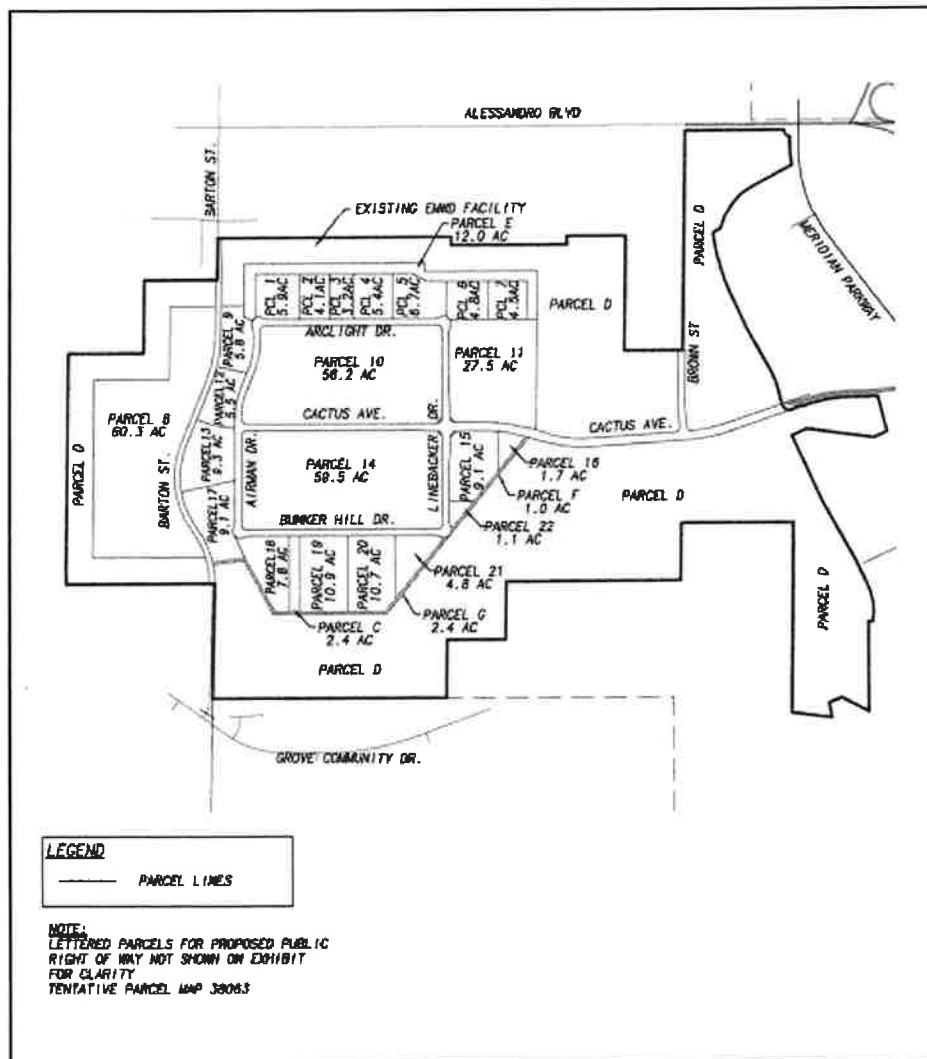 ALESSANDRO BLVD
BARTON ST.
EXISTING EMWD FACILITY
PARCEL E
12.0 AC
PARCEL D
MERIDIAN PARKWAY
PCL 1
5.9AC
PCL 2
4.1AC
PCL 3
3.2AC
PCL 4
5.4AC
PCL 5
6.7AC
PCL 6
4.8AC
PCL 7
4.5AC
PARCEL D
BROWN ST
PARCEL 9
5.8 AC
ARCLIGHT DR.
PARCEL 10
56.2 AC
PARCEL 11
27.5 AC
PARCEL 12
5.5 AC
PARCEL 8
60.3 AC
CACTUS AVE.
LINEBACKER DR.
CACTUS AVE.
PARCEL D
BARTON ST.
PARCEL 13
9.3 AC
AIRMAN DR.
PARCEL 14
59.5 AC
PARCEL 15
9.1 AC
PARCEL 16
1.7 AC
PARCEL F
1.0 AC
PARCEL D
PARCEL 17
9.1 AC
BUNKER HILL DR.
PARCEL 22
1.1 AC
PARCEL 18
7.8 AC
PARCEL 19
10.9 AC
PARCEL 20
10.7 AC
PARCEL 21
4.8 AC
PARCEL D
PARCEL C
2.4 AC
PARCEL G
2.4 AC
PARCEL D
GROVE COMMUNITY DR.
LEGEND
PARCEL LINES
NOTE:
LETTERED PARCELS FOR PROPOSED PUBLIC
RIGHT OF WAY NOT SHOWN ON EXHIBIT
FOR CLARITY
TENTATIVE PARCEL MAP 38063